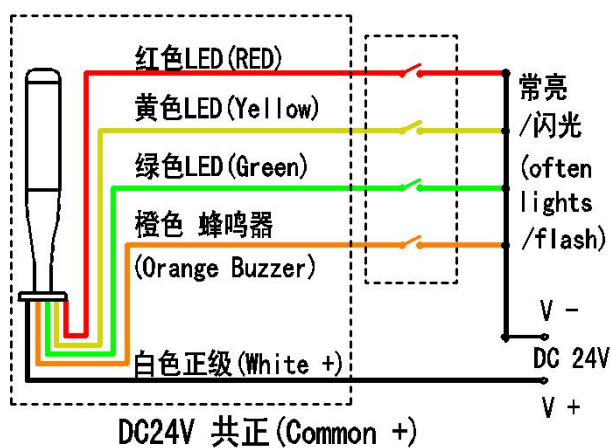 红色LED(RED)
黄色LED(Yellow)
绿色LED(Green)
橙色 蜂鸣器
(Orange Buzzer)
白色正级(White +)
常亮
/闪光
(often
lights
/flash)
V -
DC 24V
V +
DC24V 共正(Common +)